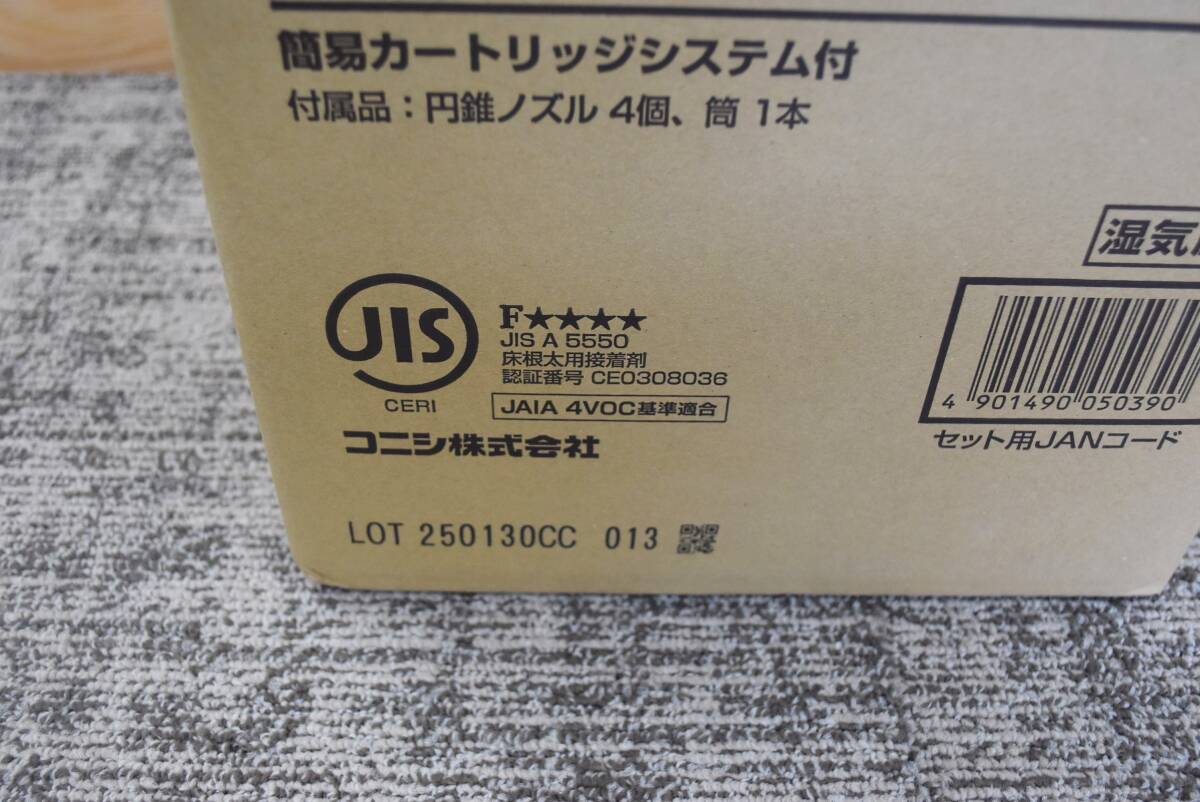 簡易カートリッジシステム付
付属品：円錐ノズル 4個、筒 1本
湿気
JIS
CERI
F★★★★
JIS A 5550
床根太用接着剤
認証番号 CE0308036
JAIA 4VOC基準適合
コニシ株式会社
4 901490 050390
セット用JANコード
LOT 250130CC 013